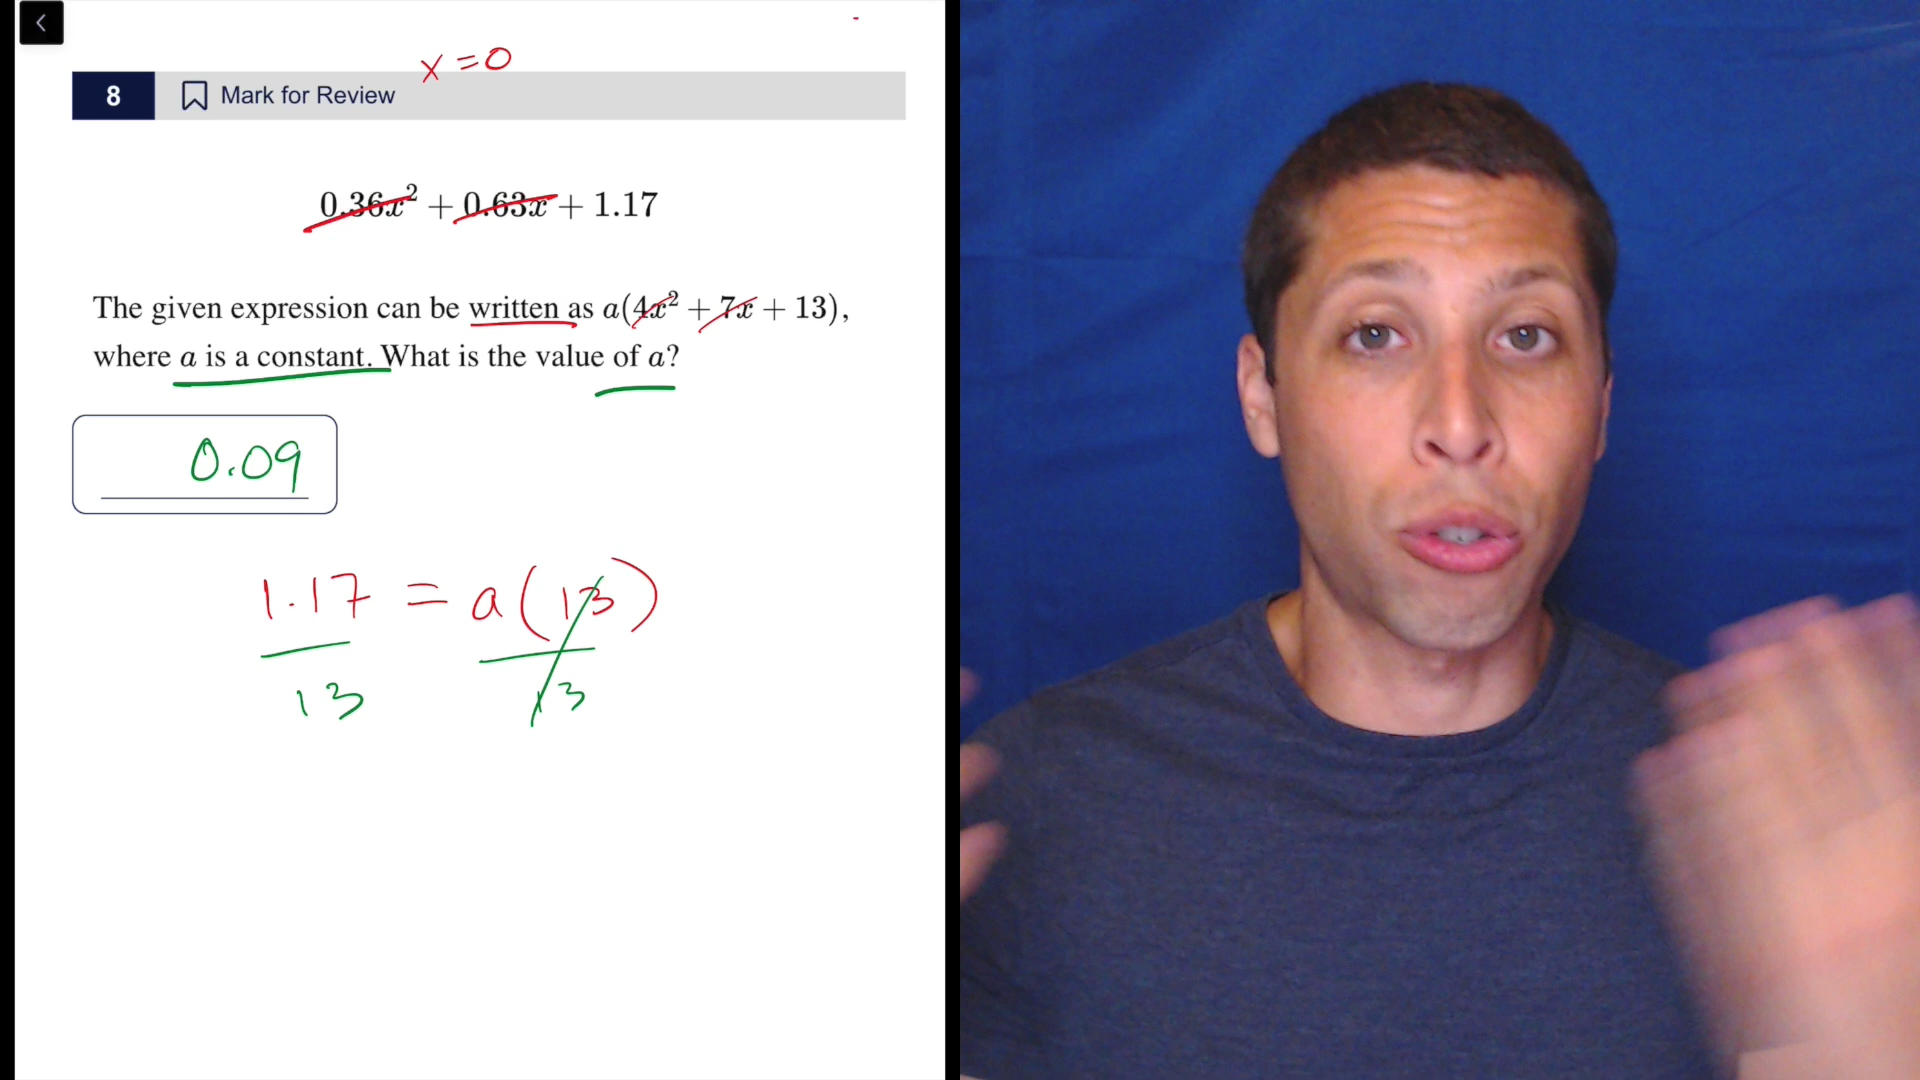 x = 0
8 Mark for Review
0.36x² + 0.63x + 1.17
The given expression can be written as a(4x² + 7x + 13),
where a is a constant. What is the value of a?
0.09
1.17 = a(13)
13 13